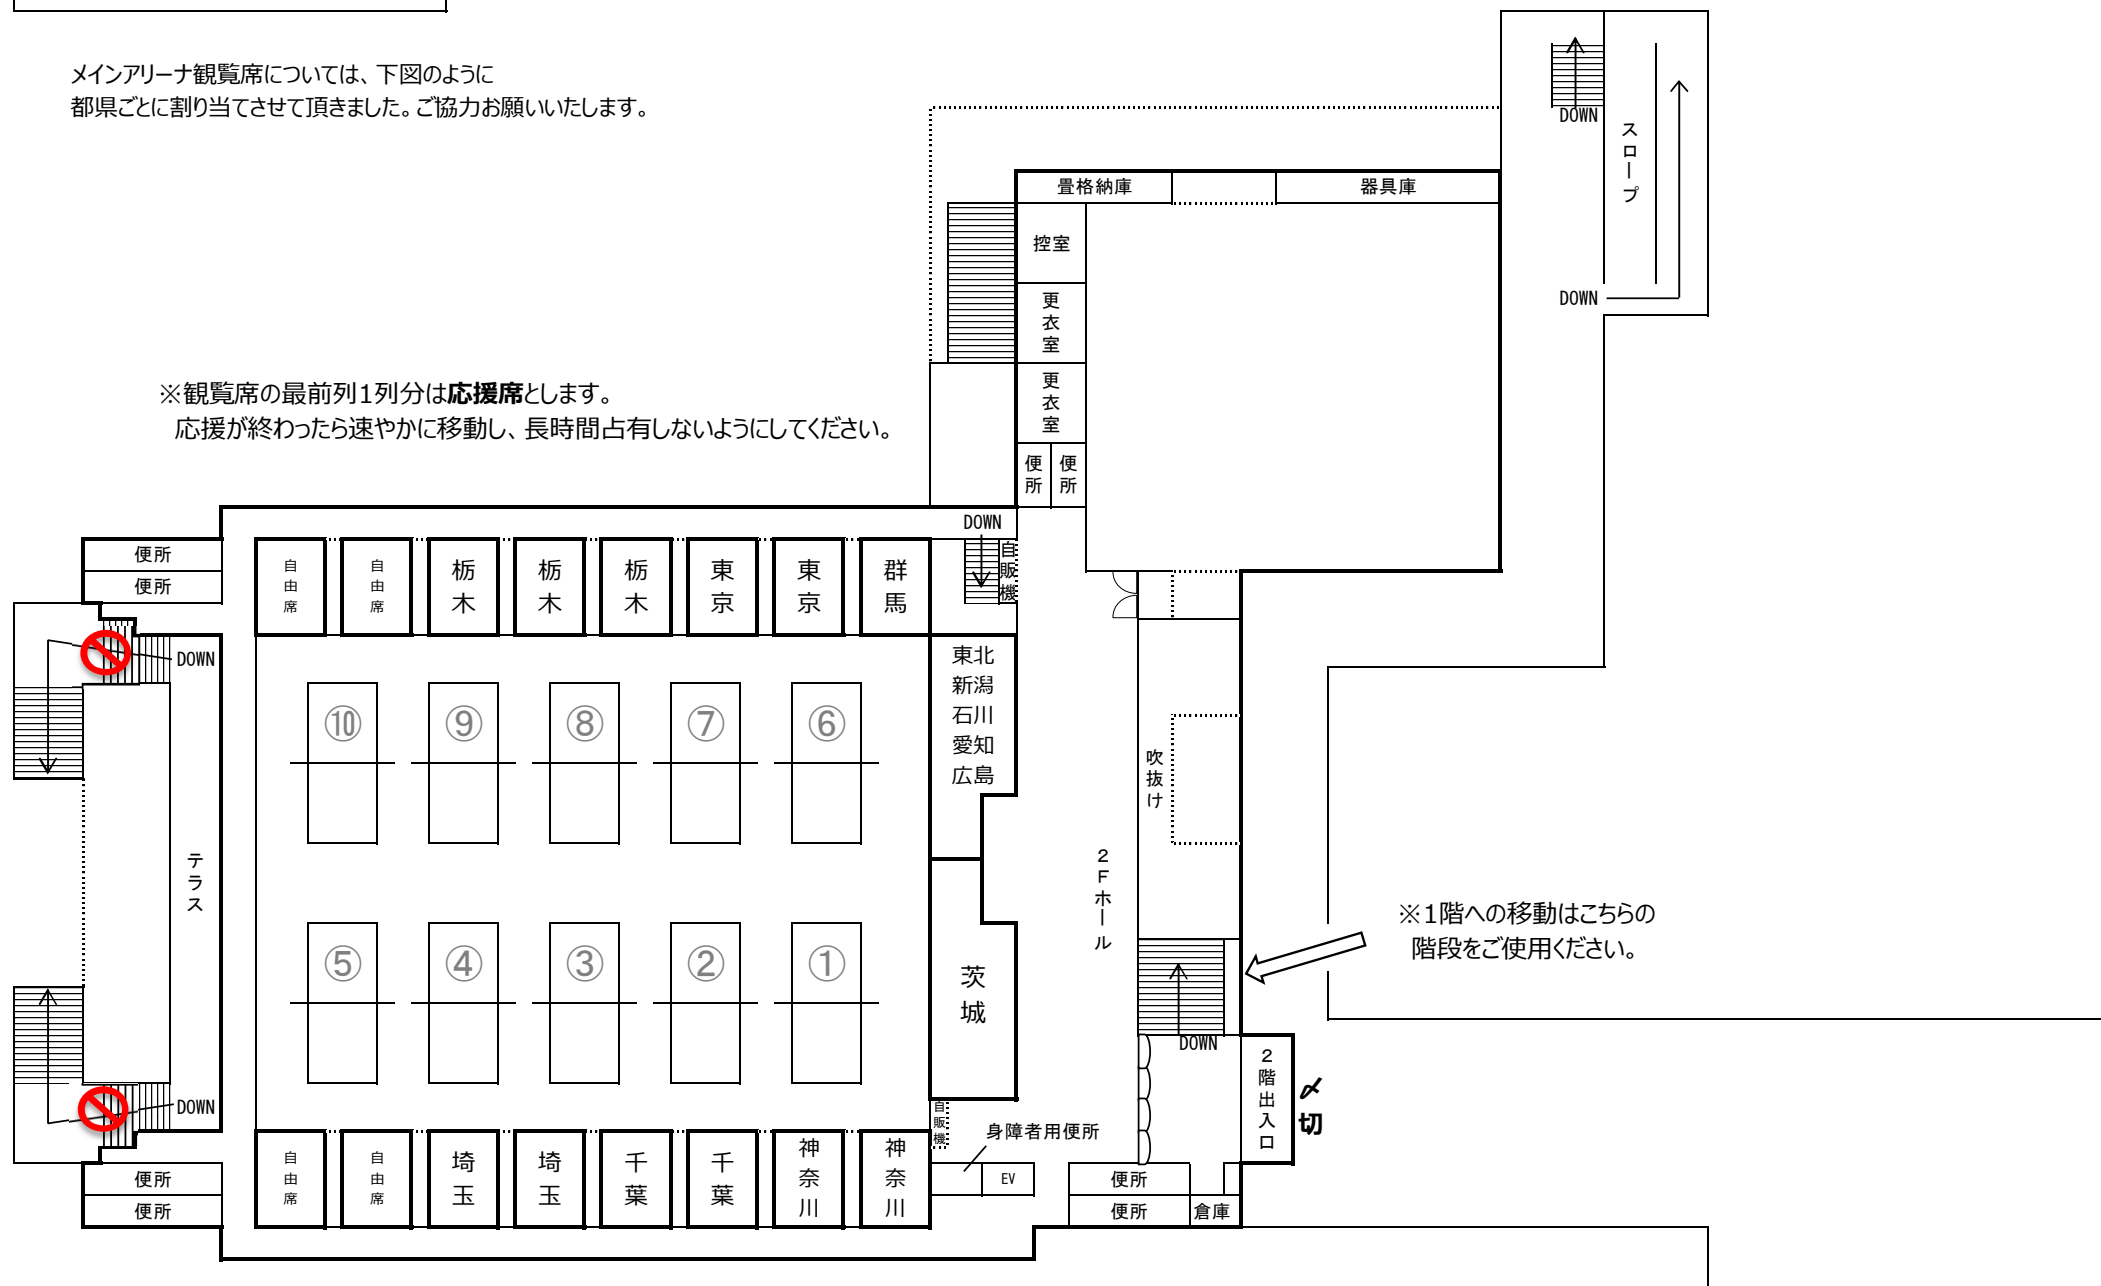 メインアリーナ観覧席については、下図のように
都県ごとに割り当てさせて頂きました。ご協力お願いいたします。
DOWN
スロープ
畳格納庫
器具庫
控室
DOWN
更衣室
更衣室
※観覧席の最前列1列分は応援席とします。
応援が終わったら速やかに移動し、長時間占有しないようにしてください。
便所
便所
DOWN
自販機
便所
便所
自由席
自由席
栃木
栃木
栃木
東京
東京
群馬
DOWN
東北
新潟
石川
愛知
広島
⑩
⑨
⑧
⑦
⑥
吹抜け
テラス
2Fホール
※1階への移動はこちらの
階段をご使用ください。
⑤
④
③
②
①
茨城
DOWN
2階出入口
〆切
DOWN
自販機
身障者用便所
自由席
自由席
埼玉
埼玉
千葉
千葉
神奈川
神奈川
EV
便所
便所
便所
便所
倉庫